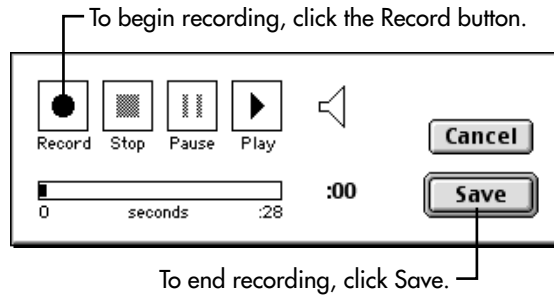 To begin recording, click the Record button.
Record Stop Pause Play
Cancel
:00
Save
0 seconds :28
To end recording, click Save.